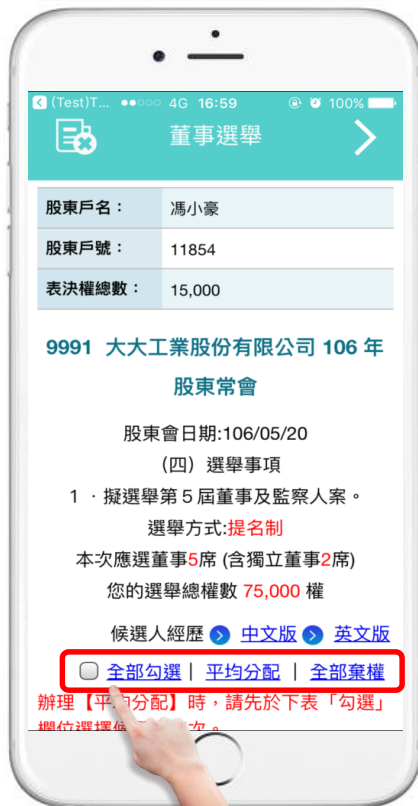 (Test)T... 4G 16:59 100%
董事選舉
股東戶名： 馮小豪
股東戶號： 11854
表決權總數： 15,000
9991 大大工業股份有限公司 106 年
股東常會
股東會日期:106/05/20
（四）選舉事項
1 ．擬選舉第 5 屆董事及監察人案。
選舉方式:提名制
本次應選董事5席 (含獨立董事2席)
您的選舉總權數 75,000 權
候選人經歷 中文版 英文版
全部勾選 | 平均分配 | 全部棄權
辦理【平均分配】時，請先於下表「勾選」
欄位選擇